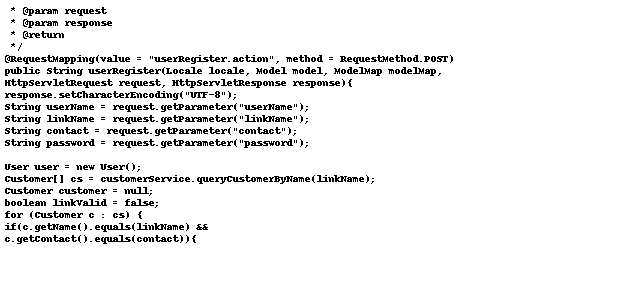 * @param request
* @param response
* @return
*/
@RequestMapping(value = "userRegister.action", method = RequestMethod.POST)
public String userRegister(Locale locale, Model model, ModelMap modelMap,
HttpServletRequest request, HttpServletResponse response){
response.setCharacterEncoding("UTF-8");
String userName = request.getParameter("userName");
String linkName = request.getParameter("linkName");
String contact = request.getParameter("contact");
String password = request.getParameter("password");
User user = new User();
Customer[] cs = customerService.queryCustomerByName(linkName);
Customer customer = null;
boolean linkValid = false;
for (Customer c : cs) {
if(c.getName().equals(linkName) &&
c.getContact().equals(contact)){